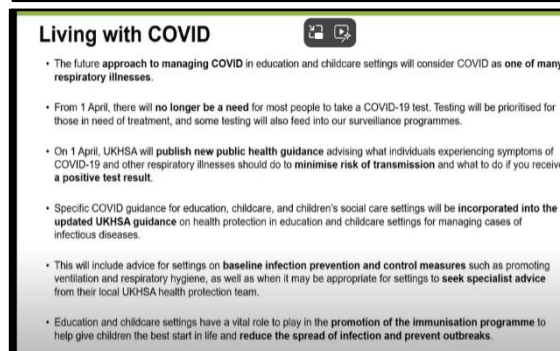 Living with COVID
• The future approach to managing COVID in education and childcare settings will consider COVID as one of many
respiratory illnesses.
• From 1 April, there will no longer be a need for most people to take a COVID-19 test. Testing will be prioritised for
those in need of treatment, and some testing will also feed into our surveillance programmes.
• On 1 April, UKHSA will publish new public health guidance advising what individuals experiencing symptoms of
COVID-19 and other respiratory illnesses should do to minimise risk of transmission and what to do if you receive
a positive test result.
• Specific COVID guidance for education, childcare, and children's social care settings will be incorporated into the
updated UKHSA guidance on health protection in education and childcare settings for managing cases of
infectious diseases.
• This will include advice for settings on baseline infection prevention and control measures such as promoting
ventilation and respiratory hygiene, as well as when it may be appropriate for settings to seek specialist advice
from their local UKHSA health protection team.
• Education and childcare settings have a vital role to play in the promotion of the immunisation programme to
help give children the best start in life and reduce the spread of infection and prevent outbreaks.